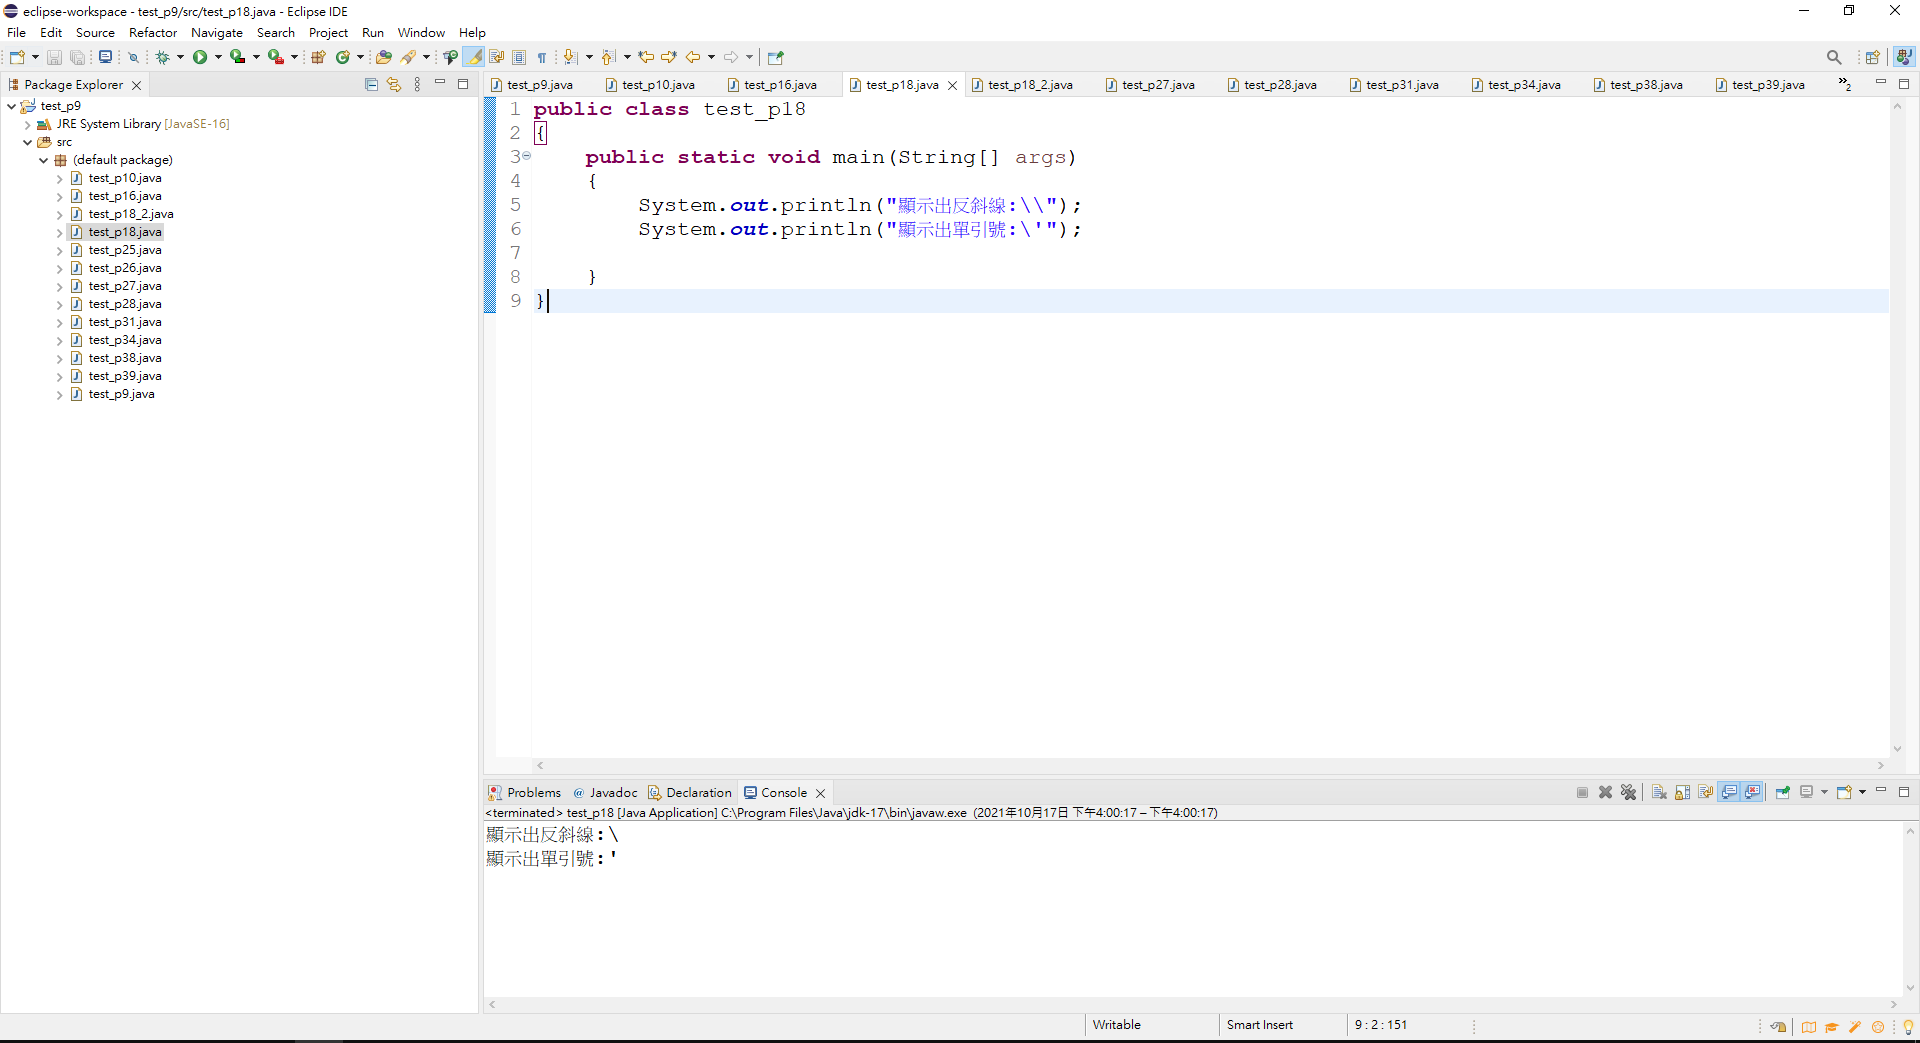 eclipse-workspace - test_p9/src/test_p18.java - Eclipse IDE
File Edit Source Refactor Navigate Search Project Run Window Help
Package Explorer
test_p9
JRE System Library [JavaSE-16]
src
(default package)
test_p10.java
test_p16.java
test_p18_2.java
test_p18.java
test_p25.java
test_p26.java
test_p27.java
test_p28.java
test_p31.java
test_p34.java
test_p38.java
test_p39.java
test_p9.java
test_p9.java test_p10.java test_p16.java test_p18.java test_p18_2.java test_p27.java test_p28.java test_p31.java test_p34.java test_p38.java test_p39.java »2
1 public class test_p18
2 {
3 public static void main(String[] args)
4 {
5 System.out.println("顯示出反斜線:\\");
6 System.out.println("顯示出單引號:\'");
7
8 }
9 }
Problems @ Javadoc Declaration Console
<terminated> test_p18 [Java Application] C:\Program Files\Java\jdk-17\bin\javaw.exe (2021年10月17日 下午4:00:17 – 下午4:00:17)
顯示出反斜線:\
顯示出單引號:'
Writable Smart Insert 9 : 2 : 151